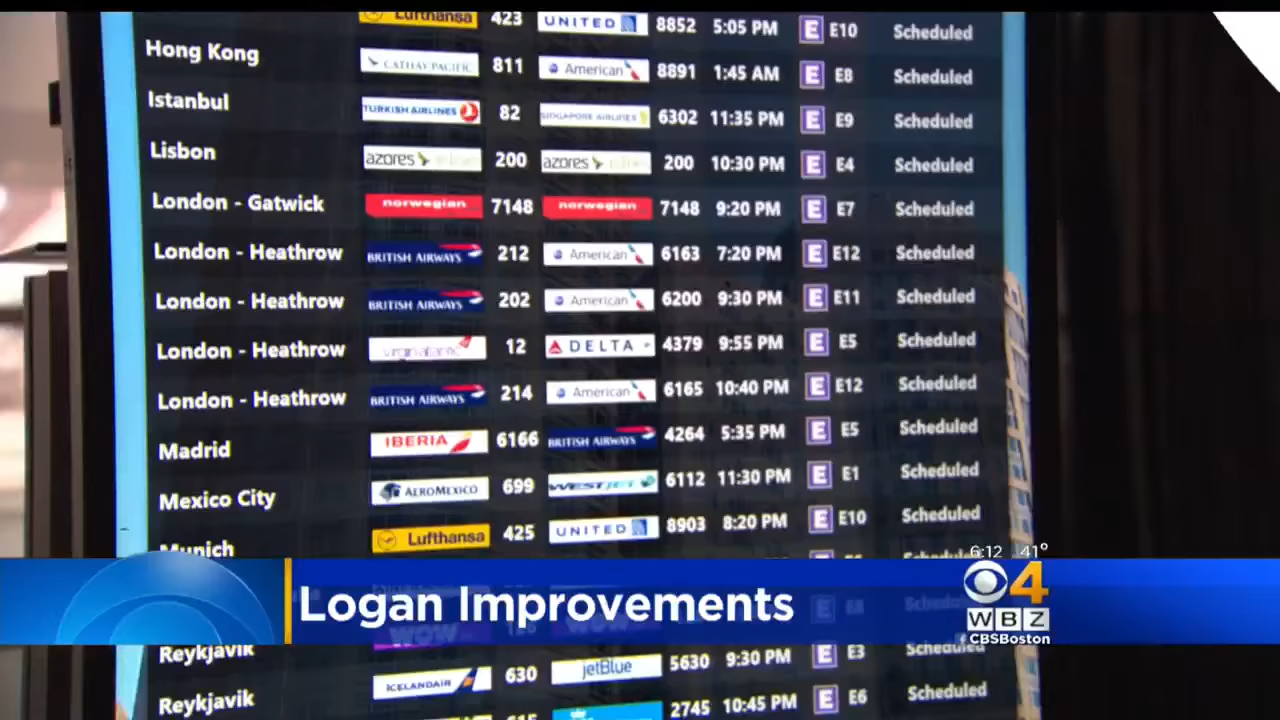 Lufthansa 423 UNITED 8852 5:05 PM E E10 Scheduled
Hong Kong CATHAY PACIFIC 811 American 8891 1:45 AM E E8 Scheduled
Istanbul TURKISH AIRLINES 82 SINGAPORE AIRLINES 6302 11:35 PM E E9 Scheduled
Lisbon azores 200 azores 200 10:30 PM E E4 Scheduled
London - Gatwick norwegian 7148 norwegian 7148 9:20 PM E E7 Scheduled
London - Heathrow BRITISH AIRWAYS 212 American 6163 7:20 PM E E12 Scheduled
London - Heathrow BRITISH AIRWAYS 202 American 6200 9:30 PM E E11 Scheduled
London - Heathrow virgin atlantic 12 DELTA 4379 9:55 PM E E5 Scheduled
London - Heathrow BRITISH AIRWAYS 214 American 6165 10:40 PM E E12 Scheduled
Madrid IBERIA 6166 BRITISH AIRWAYS 4264 5:35 PM E E5 Scheduled
Mexico City AEROMEXICO 699 WESTJET 6112 11:30 PM E E1 Scheduled
Munich Lufthansa 425 UNITED 8903 8:20 PM E E10 Scheduled
6:12 41°
Logan Improvements
4
WBZ
CBSBoston
Reykjavik WOW WOW E
Reykjavik ICELANDAIR 630 jetBlue 5630 9:30 PM E E3 Scheduled
2745 10:45 PM E E6 Scheduled